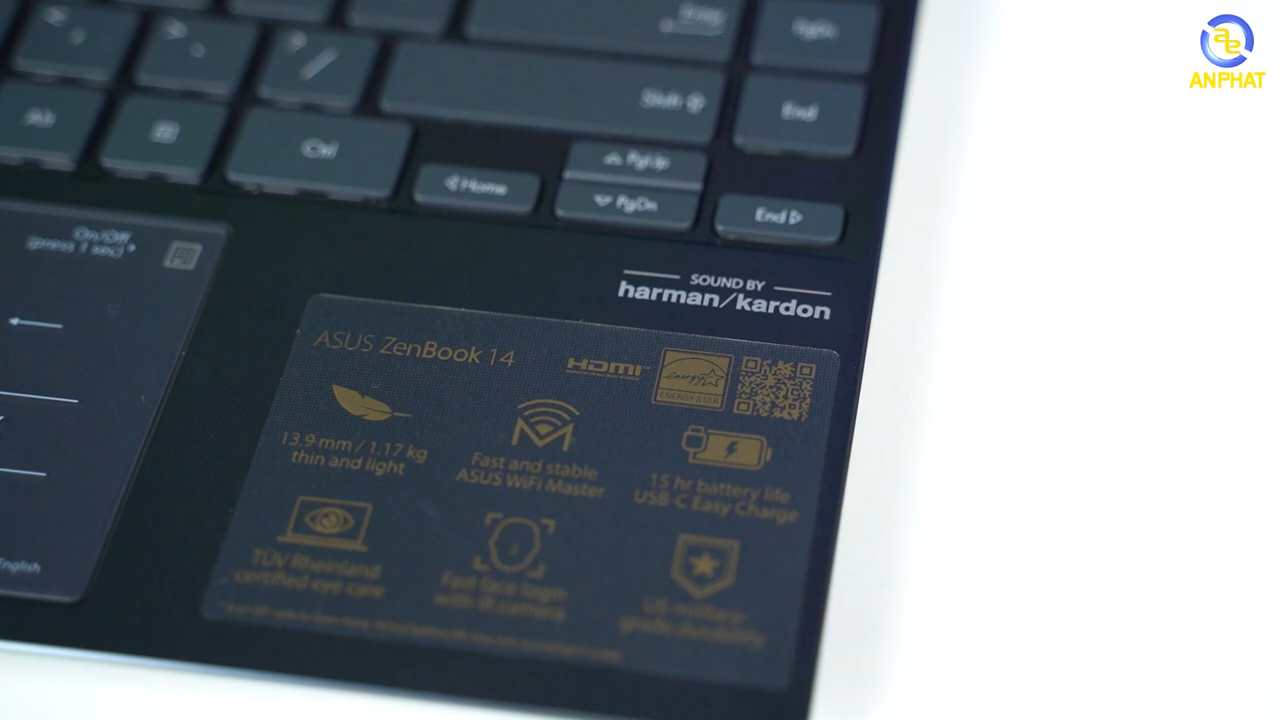 ae
ANPHAT
Shift
End
Alt
Ctrl
Home
PgUp
PgDn
End
On/Off
(press 1 sec)*
English
SOUND BY
harman/kardon
ASUS ZenBook 14
HDMI
energy
ENERGY STAR
13.9 mm / 1.17 kg
thin and light
Fast and stable
ASUS WiFi Master
15 hr battery life
USB-C Easy Charge
TÜV Rheinland
certified eye care
Fast face login
with IR camera
US military-
grade durability